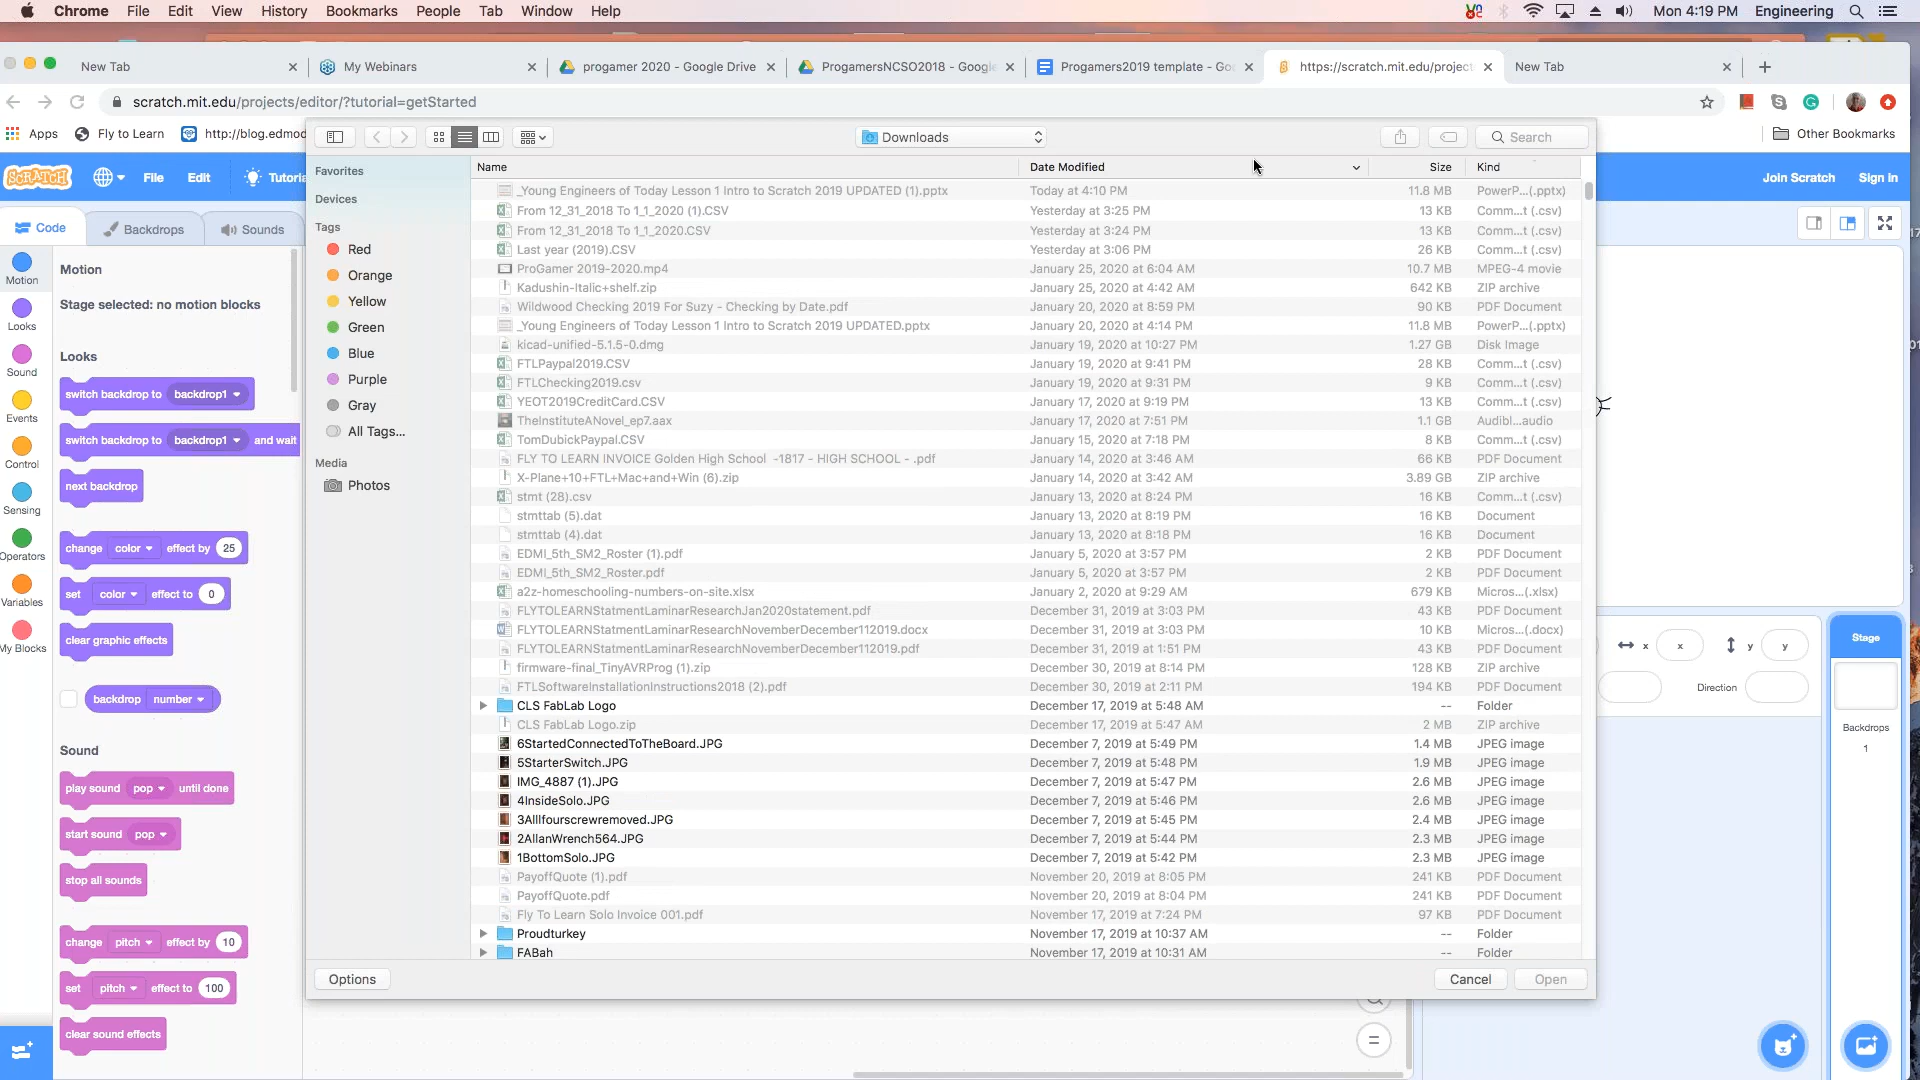 Chrome File Edit View History Bookmarks People Tab Window Help Mon 4:19 PM Engineering
New Tab My Webinars progamer 2020 - Google Drive ProgamersNCSO2018 - Google Progamers2019 template - Go https://scratch.mit.edu/project New Tab
scratch.mit.edu/projects/editor/?tutorial=getStarted
Apps Fly to Learn http://blog.edmod Other Bookmarks
SCRATCH File Edit Tutoria Join Scratch Sign in
Code Backdrops Sounds
Downloads Search
Favorites
Devices
Tags
Red
Orange
Yellow
Green
Blue
Purple
Gray
All Tags...
Media
Photos
Name Date Modified Size Kind
_Young Engineers of Today Lesson 1 Intro to Scratch 2019 UPDATED (1).pptx Today at 4:10 PM 11.8 MB PowerP...(.pptx)
From 12_31_2018 To 1_1_2020 (1).CSV Yesterday at 3:25 PM 13 KB Comm...t (.csv)
From 12_31_2018 To 1_1_2020.CSV Yesterday at 3:24 PM 13 KB Comm...t (.csv)
Last year (2019).CSV Yesterday at 3:06 PM 26 KB Comm...t (.csv)
ProGamer 2019-2020.mp4 January 25, 2020 at 6:04 AM 10.7 MB MPEG-4 movie
Kadushin-Italic+shelf.zip January 25, 2020 at 4:42 AM 642 KB ZIP archive
Wildwood Checking 2019 For Suzy - Checking by Date.pdf January 20, 2020 at 8:59 PM 90 KB PDF Document
_Young Engineers of Today Lesson 1 Intro to Scratch 2019 UPDATED.pptx January 20, 2020 at 4:14 PM 11.8 MB PowerP...(.pptx)
kicad-unified-5.1.5-0.dmg January 19, 2020 at 10:27 PM 1.27 GB Disk Image
FTLPaypal2019.CSV January 19, 2020 at 9:41 PM 28 KB Comm...t (.csv)
FTLChecking2019.csv January 19, 2020 at 9:31 PM 9 KB Comm...t (.csv)
YEOT2019CreditCard.CSV January 17, 2020 at 9:19 PM 13 KB Comm...t (.csv)
TheInstituteANovel_ep7.aax January 17, 2020 at 7:51 PM 1.1 GB Audibl...audio
TomDubickPaypal.CSV January 15, 2020 at 7:18 PM 8 KB Comm...t (.csv)
FLY TO LEARN INVOICE Golden High School -1817 - HIGH SCHOOL - .pdf January 14, 2020 at 3:46 AM 66 KB PDF Document
X-Plane+10+FTL+Mac+and+Win (6).zip January 14, 2020 at 3:42 AM 3.89 GB ZIP archive
stmt (28).csv January 13, 2020 at 8:24 PM 16 KB Comm...t (.csv)
stmttab (5).dat January 13, 2020 at 8:19 PM 16 KB Document
stmttab (4).dat January 13, 2020 at 8:18 PM 16 KB Document
EDMI_5th_SM2_Roster (1).pdf January 5, 2020 at 3:57 PM 2 KB PDF Document
EDMI_5th_SM2_Roster.pdf January 5, 2020 at 3:57 PM 2 KB PDF Document
a2z-homeschooling-numbers-on-site.xlsx January 2, 2020 at 9:29 AM 679 KB Micros...(.xlsx)
FLYTOLEARNStatmentLaminarResearchJan2020statement.pdf December 31, 2019 at 3:03 PM 43 KB PDF Document
FLYTOLEARNStatmentLaminarResearchNovemberDecember112019.docx December 31, 2019 at 3:03 PM 10 KB Micros...(.docx)
FLYTOLEARNStatmentLaminarResearchNovemberDecember112019.pdf December 31, 2019 at 1:51 PM 43 KB PDF Document
firmware-final_TinyAVRProg (1).zip December 30, 2019 at 8:14 PM 128 KB ZIP archive
FTLSoftwareInstallationInstructions2018 (2).pdf December 30, 2019 at 2:11 PM 194 KB PDF Document
CLS FabLab Logo December 17, 2019 at 5:48 AM -- Folder
CLS FabLab Logo.zip December 17, 2019 at 5:47 AM 2 MB ZIP archive
6StartedConnectedToTheBoard.JPG December 7, 2019 at 5:49 PM 1.4 MB JPEG image
5StarterSwitch.JPG December 7, 2019 at 5:48 PM 1.9 MB JPEG image
IMG_4887 (1).JPG December 7, 2019 at 5:47 PM 2.6 MB JPEG image
4InsideSolo.JPG December 7, 2019 at 5:46 PM 2.6 MB JPEG image
3Alllfourscrewremoved.JPG December 7, 2019 at 5:45 PM 2.4 MB JPEG image
2AllanWrench564.JPG December 7, 2019 at 5:44 PM 2.3 MB JPEG image
1BottomSolo.JPG December 7, 2019 at 5:42 PM 2.3 MB JPEG image
PayoffQuote (1).pdf November 20, 2019 at 8:05 PM 241 KB PDF Document
PayoffQuote.pdf November 20, 2019 at 8:04 PM 241 KB PDF Document
Fly To Learn Solo Invoice 001.pdf November 17, 2019 at 7:24 PM 97 KB PDF Document
Proudturkey November 17, 2019 at 10:37 AM -- Folder
FABah November 17, 2019 at 10:31 AM -- Folder
Options Cancel Open
Motion
Looks
Sound
Events
Control
Sensing
Operators
Variables
My Blocks
Motion
Stage selected: no motion blocks
Looks
switch backdrop to backdrop1
switch backdrop to backdrop1 and wait
next backdrop
change color effect by 25
set color effect to 0
clear graphic effects
backdrop number
Sound
play sound pop until done
start sound pop
stop all sounds
change pitch effect by 10
set pitch effect to 100
clear sound effects
x x y y
Direction
Stage
Backdrops
1